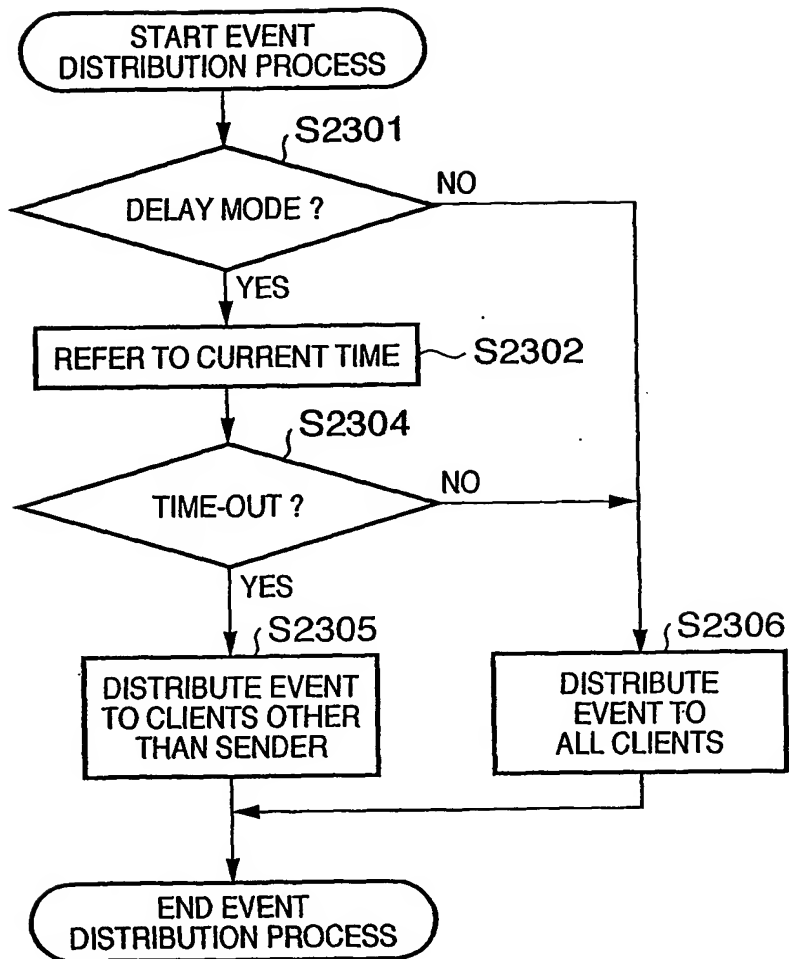 START EVENT
DISTRIBUTION PROCESS
S2301
DELAY MODE ?
NO
YES
REFER TO CURRENT TIME
S2302
S2304
TIME-OUT ?
NO
YES
S2305
DISTRIBUTE EVENT
TO CLIENTS OTHER
THAN SENDER
S2306
DISTRIBUTE
EVENT TO
ALL CLIENTS
END EVENT
DISTRIBUTION PROCESS